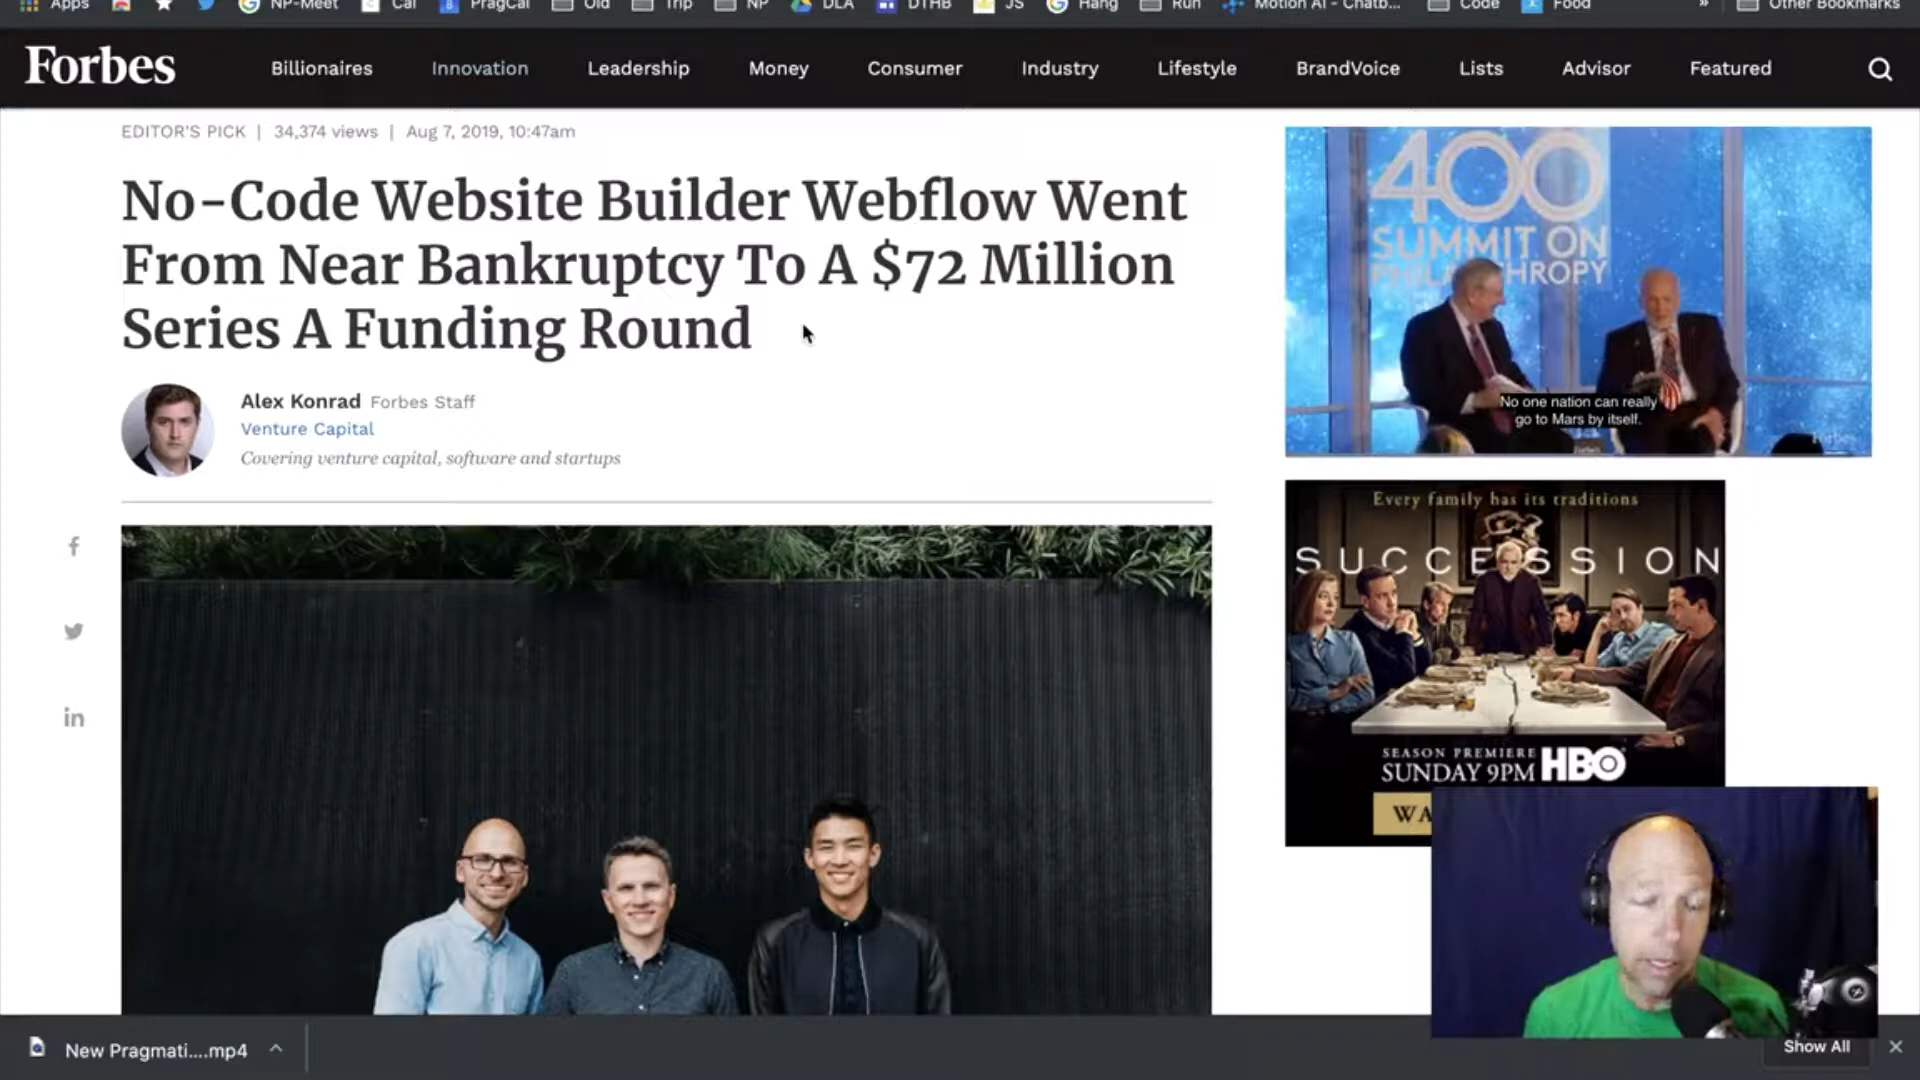 Apps
NP-Meet
Cal
PragCal
Old
Trip
NP
DLA
DTHB
JS
Hang
Run
Motion AI - Chatb...
Code
Food
»
Other Bookmarks
Forbes
Billionaires
Innovation
Leadership
Money
Consumer
Industry
Lifestyle
BrandVoice
Lists
Advisor
Featured
EDITOR'S PICK | 34,374 views | Aug 7, 2019, 10:47am
No-Code Website Builder Webflow Went
From Near Bankruptcy To A $72 Million
Series A Funding Round
Alex Konrad Forbes Staff
Venture Capital
Covering venture capital, software and startups
f
in
400
SUMMIT ON
PHILANTHROPY
No one nation can really
go to Mars by itself.
Forbes
Every family has its traditions
SUCCESSION
SEASON PREMIERE
SUNDAY 9PM HBO
WA
New Pragmati....mp4
Show All